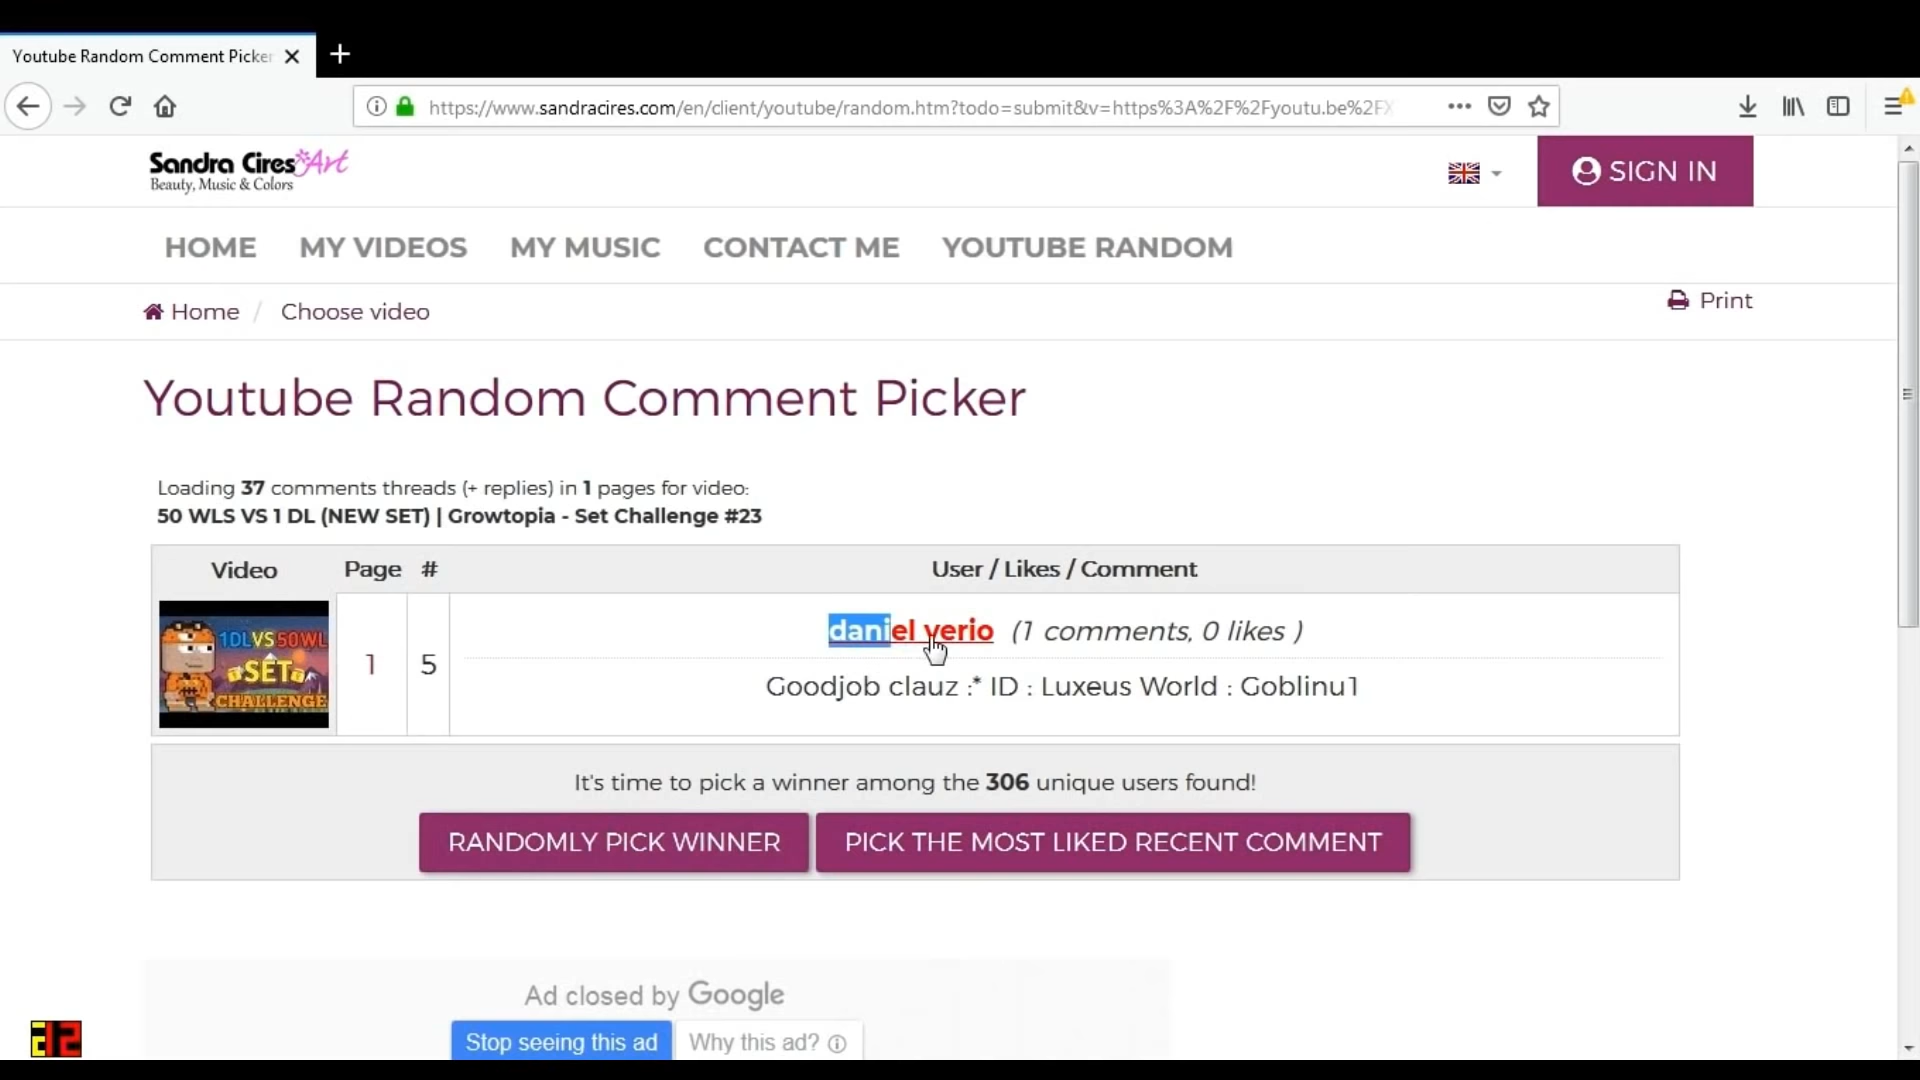 Youtube Random Comment Picker
https://www.sandracires.com/en/client/youtube/random.htm?todo=submit&v=https%3A%2F%2Fyoutu.be%2FX
Sandra Cires Art
Beauty, Music & Colors
SIGN IN
HOME MY VIDEOS MY MUSIC CONTACT ME YOUTUBE RANDOM
Home / Choose video
Print
Youtube Random Comment Picker
Loading 37 comments threads (+ replies) in 1 pages for video:
50 WLS VS 1 DL (NEW SET) | Growtopia - Set Challenge #23
Video Page # User / Likes / Comment
1DL VS 50WL
SET
CHALLENGE
1 5
daniel verio (1 comments, 0 likes )
Goodjob clauz :* ID : Luxeus World : Goblinu1
It's time to pick a winner among the 306 unique users found!
RANDOMLY PICK WINNER PICK THE MOST LIKED RECENT COMMENT
Ad closed by Google
Stop seeing this ad Why this ad?